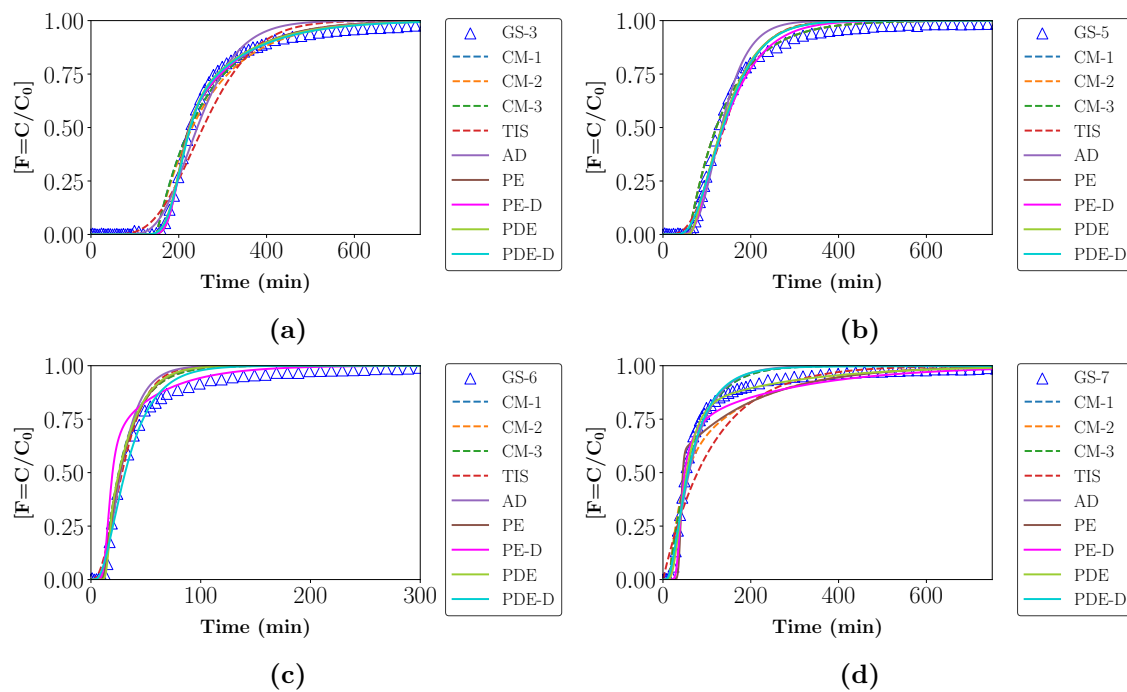 [F=C/C0]
1.00
0.75
0.50
0.25
0.00
0
200
400
600
Time (min)
GS-3
CM-1
CM-2
CM-3
TIS
AD
PE
PE-D
PDE
PDE-D
(a)
[F=C/C0]
1.00
0.75
0.50
0.25
0.00
0
200
400
600
Time (min)
GS-5
CM-1
CM-2
CM-3
TIS
AD
PE
PE-D
PDE
PDE-D
(b)
[F=C/C0]
1.00
0.75
0.50
0.25
0.00
0
100
200
300
Time (min)
GS-6
CM-1
CM-2
CM-3
TIS
AD
PE
PE-D
PDE
PDE-D
(c)
[F=C/C0]
1.00
0.75
0.50
0.25
0.00
0
200
400
600
Time (min)
GS-7
CM-1
CM-2
CM-3
TIS
AD
PE
PE-D
PDE
PDE-D
(d)